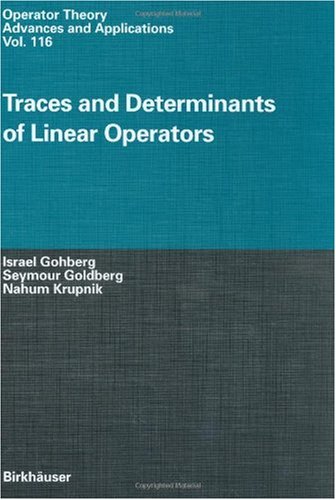 Operator Theory
Advances and Applications
Vol. 116
Traces and Determinants
of Linear Operators
Israel Gohberg
Seymour Goldberg
Nahum Krupnik
Birkhäuser